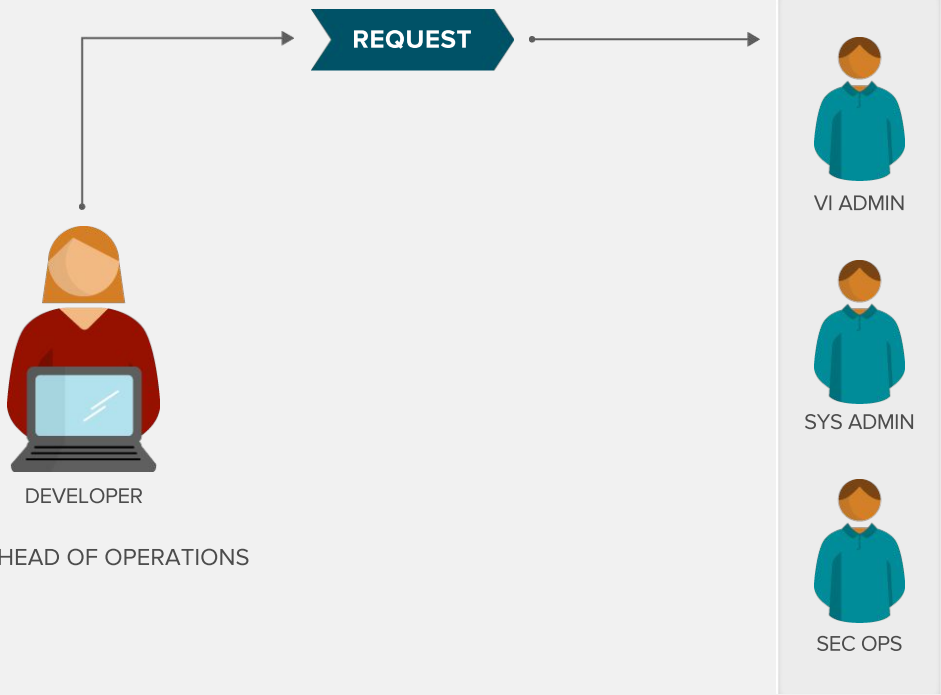 REQUEST
VI ADMIN
SYS ADMIN
DEVELOPER
HEAD OF OPERATIONS
SEC OPS